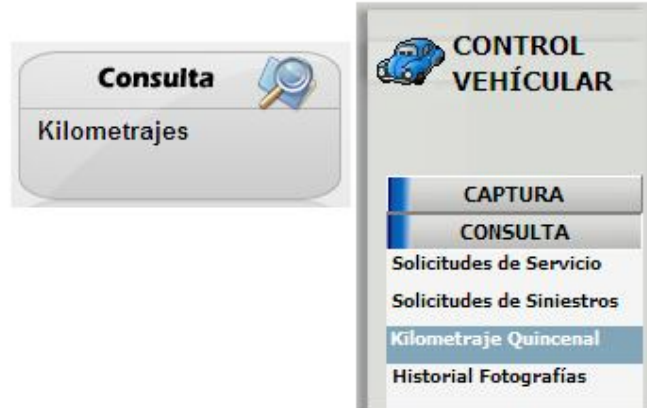 Consulta
Kilometrajes
CONTROL
VEHÍCULAR
CAPTURA
CONSULTA
Solicitudes de Servicio
Solicitudes de Siniestros
Kilometraje Quincenal
Historial Fotografías